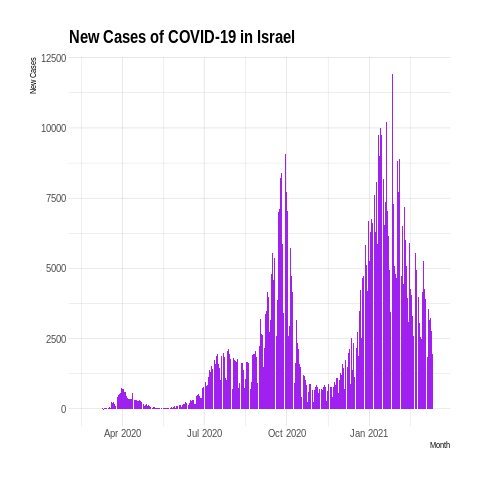 New Cases of COVID-19 in Israel
New Cases
12500
10000
7500
5000
2500
0
Apr 2020 Jul 2020 Oct 2020 Jan 2021
Month